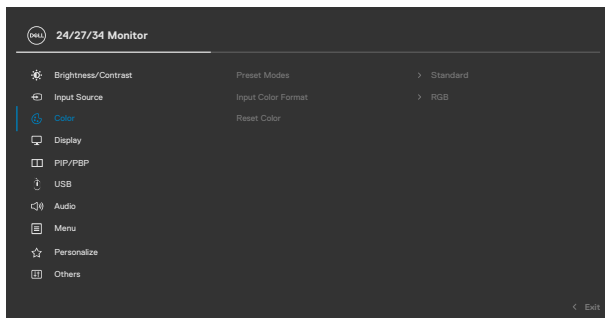 DELL 24/27/34 Monitor
Brightness/Contrast Preset Modes > Standard
Input Source Input Color Format > RGB
Color Reset Color
Display
PIP/PBP
USB
Audio
Menu
Personalize
Others
< Exit